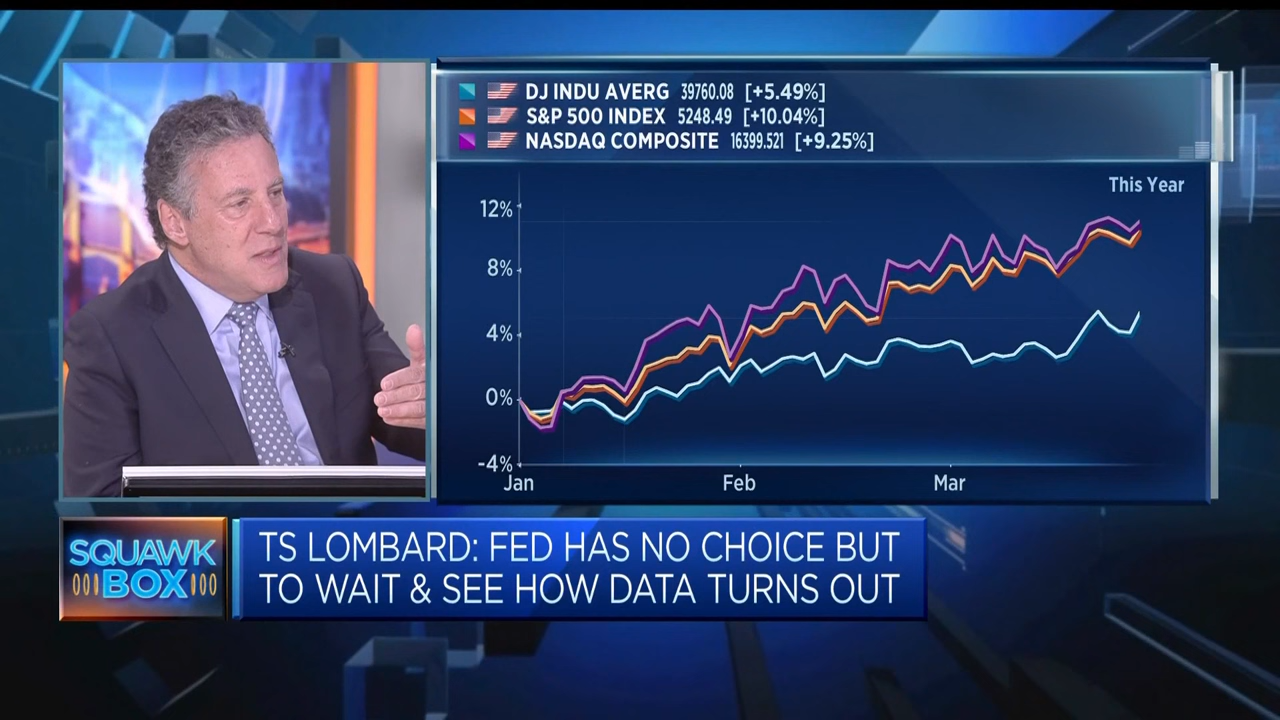 DJ INDU AVERG 39760.08 [+5.49%]
S&P 500 INDEX 5248.49 [+10.04%]
NASDAQ COMPOSITE 16399.521 [+9.25%]
This Year
12%
8%
4%
0%
-4%
Jan Feb Mar
SQUAWK
BOX
TS LOMBARD: FED HAS NO CHOICE BUT
TO WAIT & SEE HOW DATA TURNS OUT